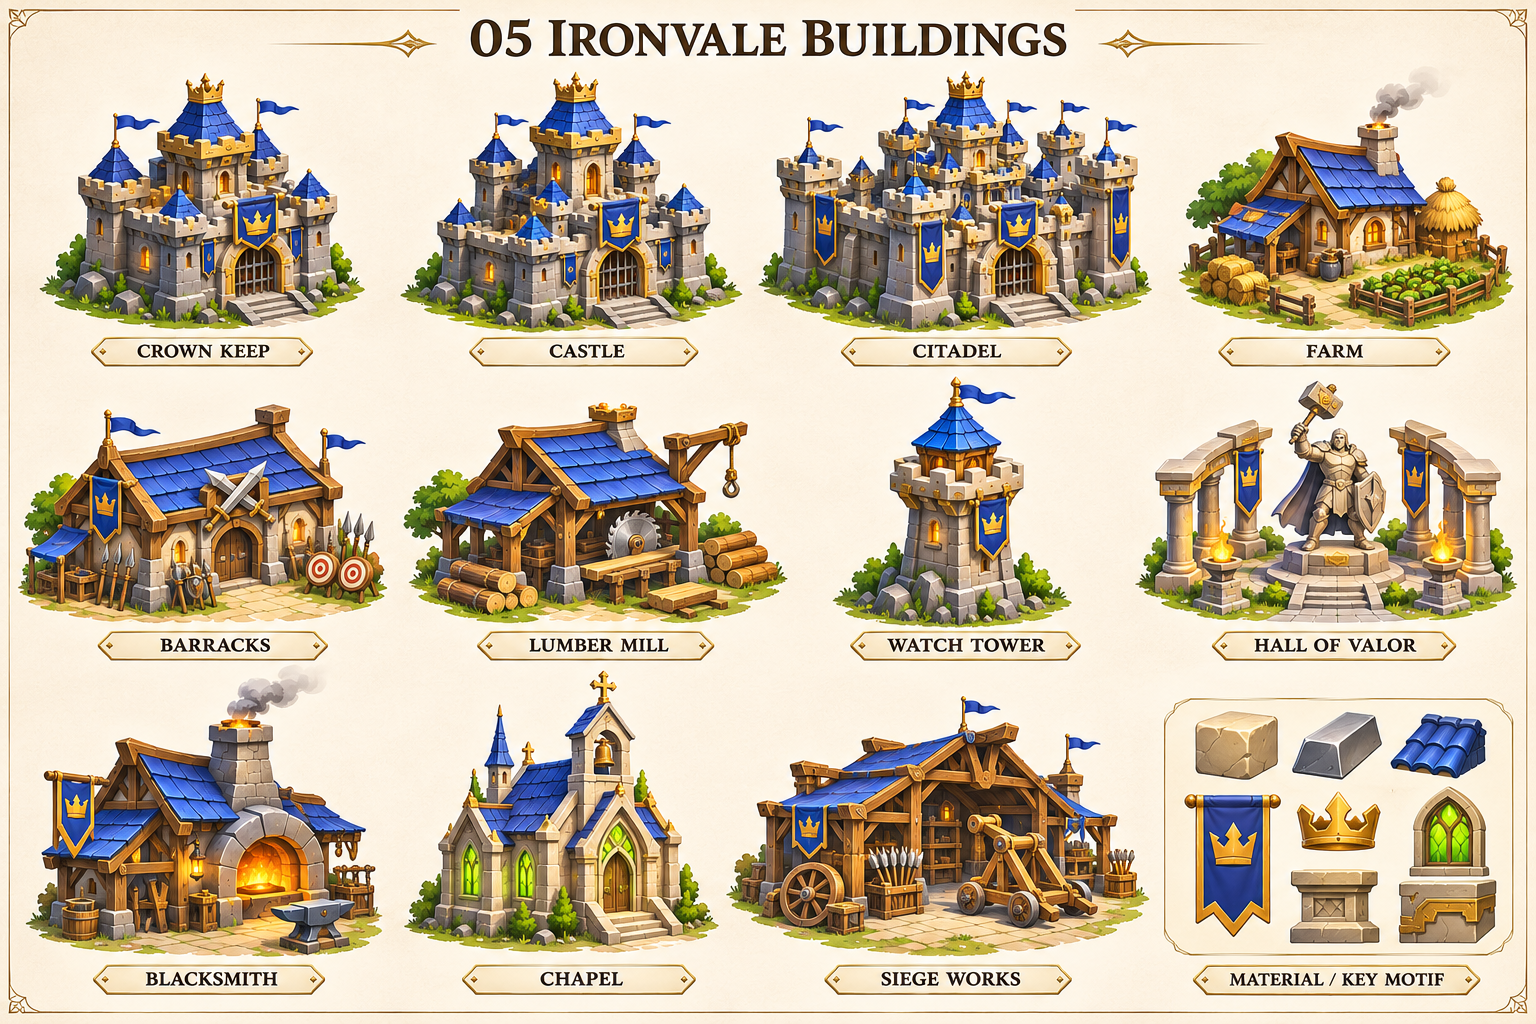 05 IRONVALE BUILDINGS
CROWN KEEP
CASTLE
CITADEL
FARM
BARRACKS
LUMBER MILL
WATCH TOWER
HALL OF VALOR
BLACKSMITH
CHAPEL
SIEGE WORKS
MATERIAL / KEY MOTIF